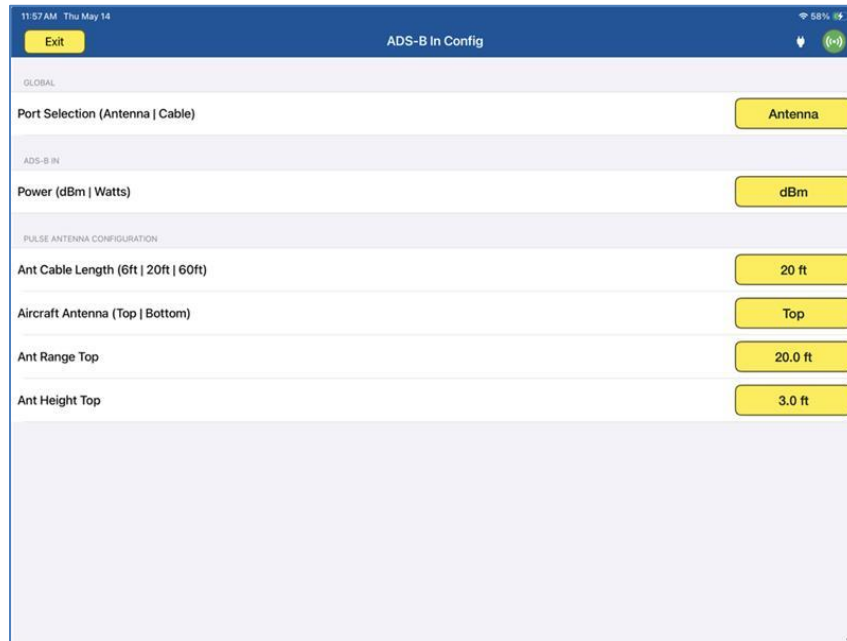 11:57 AM Thu May 14
58%
Exit
ADS-B In Config
GLOBAL
Port Selection (Antenna | Cable)
Antenna
ADS-B IN
Power (dBm | Watts)
dBm
PULSE ANTENNA CONFIGURATION
Ant Cable Length (6ft | 20ft | 60ft)
20 ft
Aircraft Antenna (Top | Bottom)
Top
Ant Range Top
20.0 ft
Ant Height Top
3.0 ft